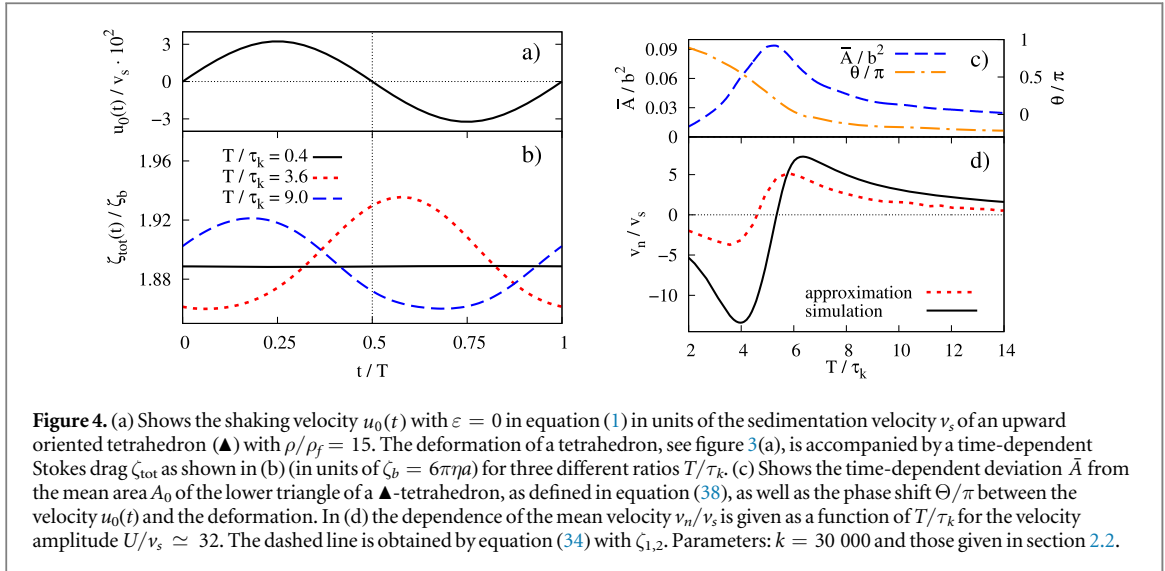 u₀(t) / vₛ · 10²
3
0
−3
a)
ζtot(t) / ζb
1.96
1.92
1.88
T / τk = 0.4
T / τk = 3.6
T / τk = 9.0
b)
0 0.25 0.5 0.75 1
t / T
A̅ / b²
0.09
0.06
0.03
0
A̅ / b²
θ / π
c)
1
0.5
0
θ / π
vn / vs
5
0
−5
−10
d)
approximation
simulation
2 4 6 8 10 12 14
T / τk
Figure 4. (a) Shows the shaking velocity u₀(t) with ε = 0 in equation (1) in units of the sedimentation velocity vₛ of an upward
oriented tetrahedron (▲) with ρ/ρf = 15. The deformation of a tetrahedron, see figure 3(a), is accompanied by a time-dependent
Stokes drag ζtot as shown in (b) (in units of ζb = 6πηa) for three different ratios T/τk. (c) Shows the time-dependent deviation A̅ from
the mean area A₀ of the lower triangle of a ▲-tetrahedron, as defined in equation (38), as well as the phase shift Θ/π between the
velocity u₀(t) and the deformation. In (d) the dependence of the mean velocity vn/vs is given as a function of T/τk for the velocity
amplitude U/vs ≃ 32. The dashed line is obtained by equation (34) with ζ₁,₂. Parameters: k = 30 000 and those given in section 2.2.